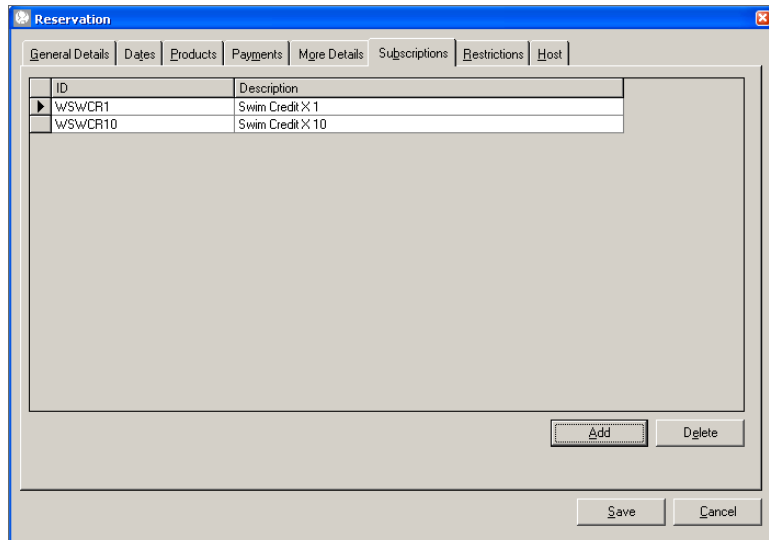 Reservation
General Details Dates Products Payments More Details Subscriptions Restrictions Host
ID Description
WSWCR1 Swim Credit X 1
WSWCR10 Swim Credit X 10
Add Delete
Save Cancel